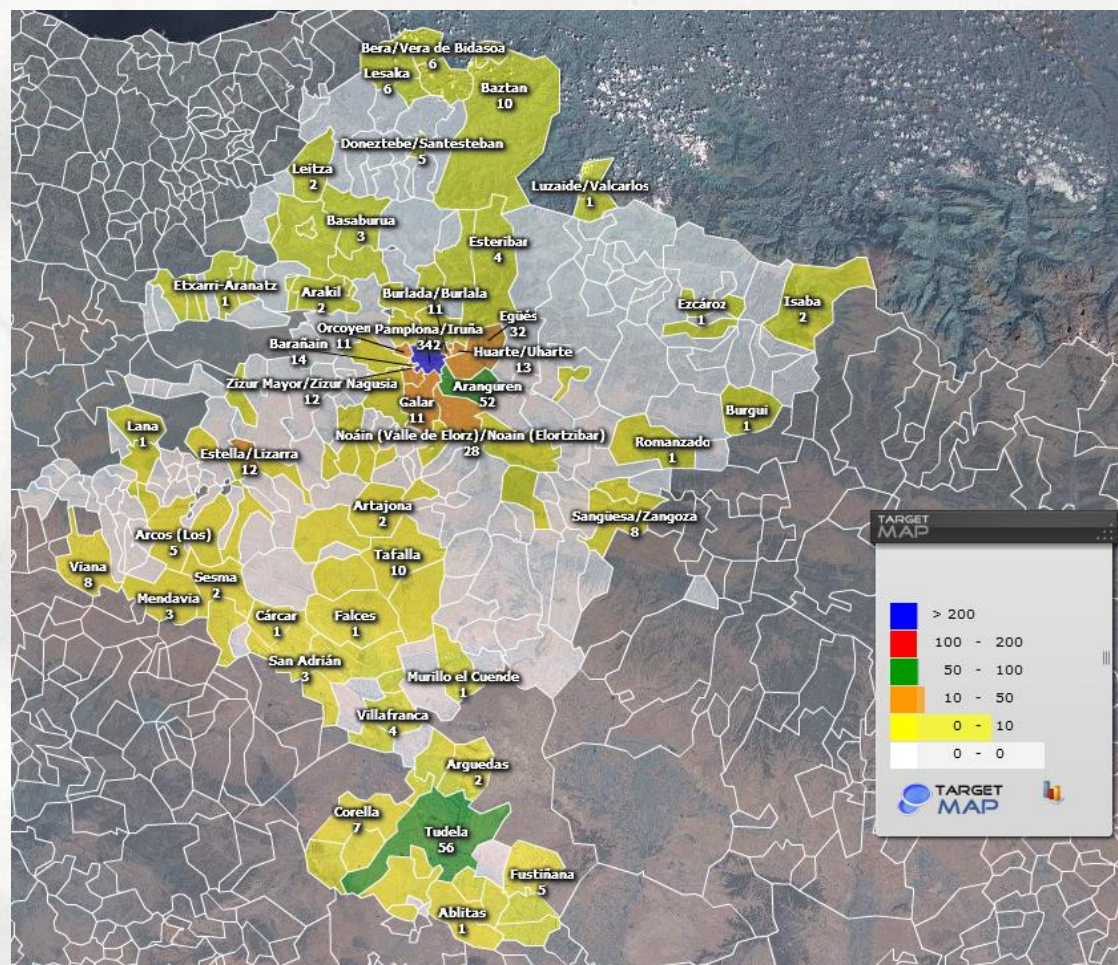 Bera/Vera de Bidasoa
6
Lesaka
6
Baztan
10
Doneztebe/Santesteban
5
Leitza
2
Luzaide/Valcarlos
1
Basaburua
3
Esteribar
4
Etxarri-Aranatz
1
Arakil
2
Burlada/Burlala
11
Ezcároz
1
Isaba
2
Egüés
32
Orcoyen
11
Pamplona/Iruña
342
Barañain
14
Huarte/Uharte
13
Zizur Mayor/Zizur Nagusia
12
Aranguren
52
Galar
11
Burgui
1
Lana
1
Noáin (Valle de Elorz)/Noain (Elortzibar)
28
Romanzado
1
Estella/Lizarra
12
Artajona
2
Sangüesa/Zangoza
8
Arcos (Los)
5
Tafalla
10
Viana
8
Sesma
2
Mendavia
3
Cárcar
1
Falces
1
San Adrián
3
Murillo el Cuende
1
Villafranca
4
Arguedas
2
Corella
7
Tudela
56
Fustiñana
5
Ablitas
1
TARGET
MAP
> 200
100 - 200
50 - 100
10 - 50
0 - 10
0 - 0
TARGET
MAP